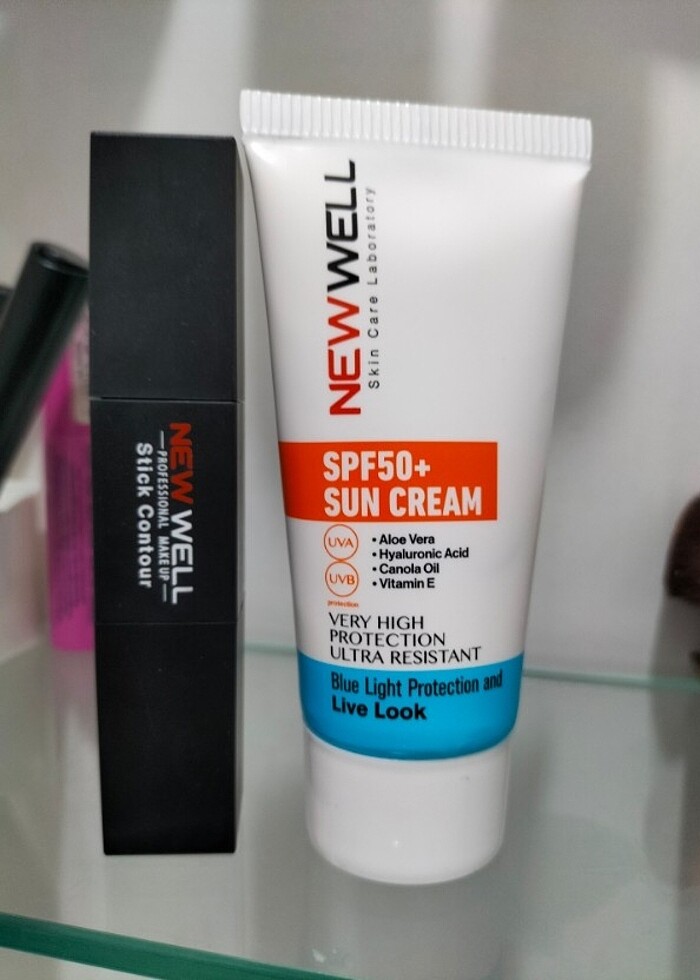 NEW WELL
PROFESSIONAL MAKE UP
Stick Contour
NEWWELL
Skin Care Laboratory
SPF50+
SUN CREAM
UVA
UVB
protection
• Aloe Vera
• Hyaluronic Acid
• Canola Oil
• Vitamin E
VERY HIGH
PROTECTION
ULTRA RESISTANT
Blue Light Protection and
Live Look